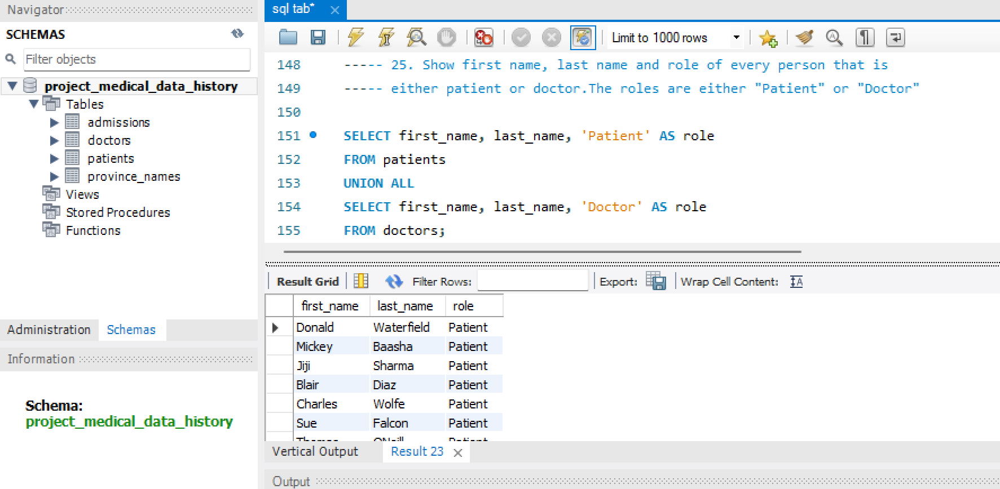 Navigator
SCHEMAS
Filter objects
project_medical_data_history
Tables
admissions
doctors
patients
province_names
Views
Stored Procedures
Functions
Administration Schemas
Information
Schema:
project_medical_data_history
sql tab*
Limit to 1000 rows
148 ----- 25. Show first name, last name and role of every person that is
149 ----- either patient or doctor.The roles are either "Patient" or "Doctor"
150
151 SELECT first_name, last_name, 'Patient' AS role
152 FROM patients
153 UNION ALL
154 SELECT first_name, last_name, 'Doctor' AS role
155 FROM doctors;
Result Grid Filter Rows: Export: Wrap Cell Content:
first_name last_name role
Donald Waterfield Patient
Mickey Baasha Patient
Jiji Sharma Patient
Blair Diaz Patient
Charles Wolfe Patient
Sue Falcon Patient
Thomas ONeill Patient
Vertical Output Result 23
Output